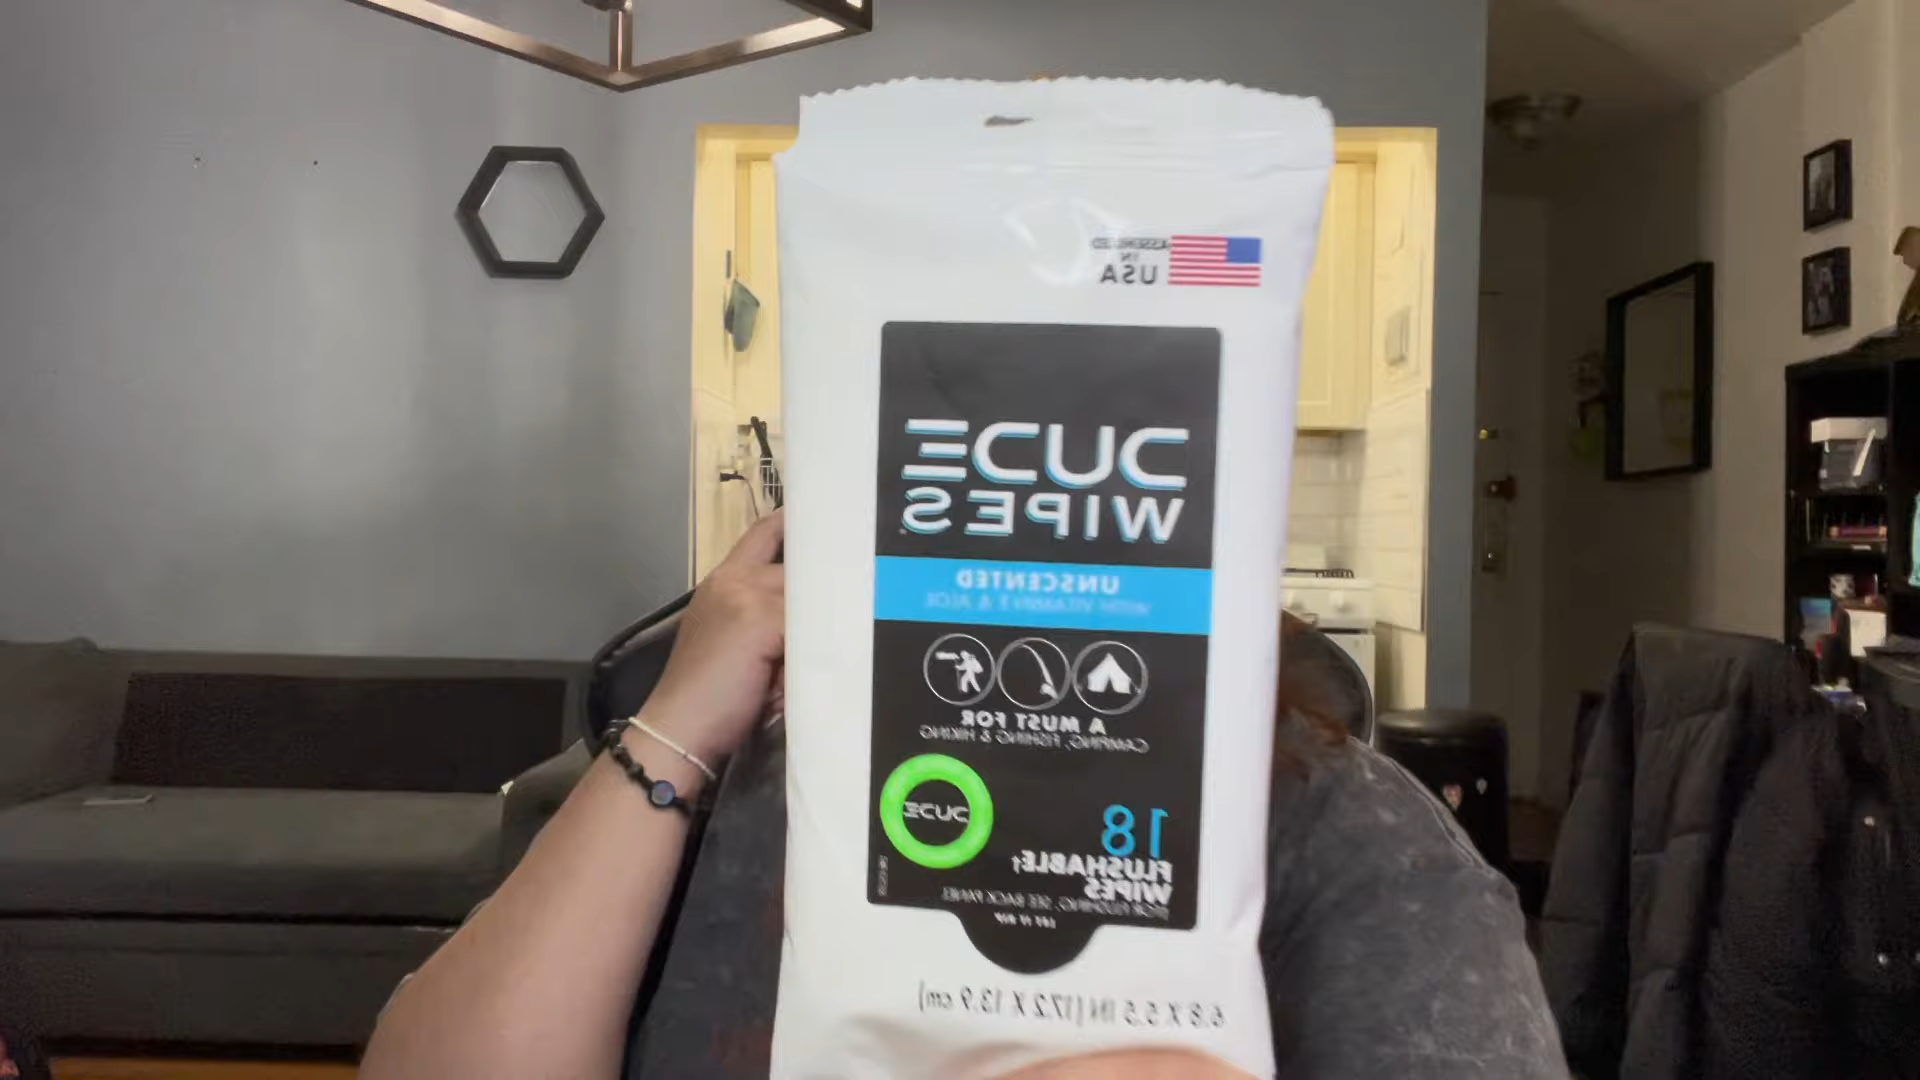 ASSEMBLED
IN
USA
DUDE
WIPES
UNSCENTED
WITH VITAMIN E & ALOE
A MUST FOR
CAMPING, FISHING & HIKING
DUDE
18
FLUSHABLE†
WIPES
†FOR FLUSHING, SEE BACK PANEL
6.8 X 5.5 IN (17.2 X 13.9 cm)